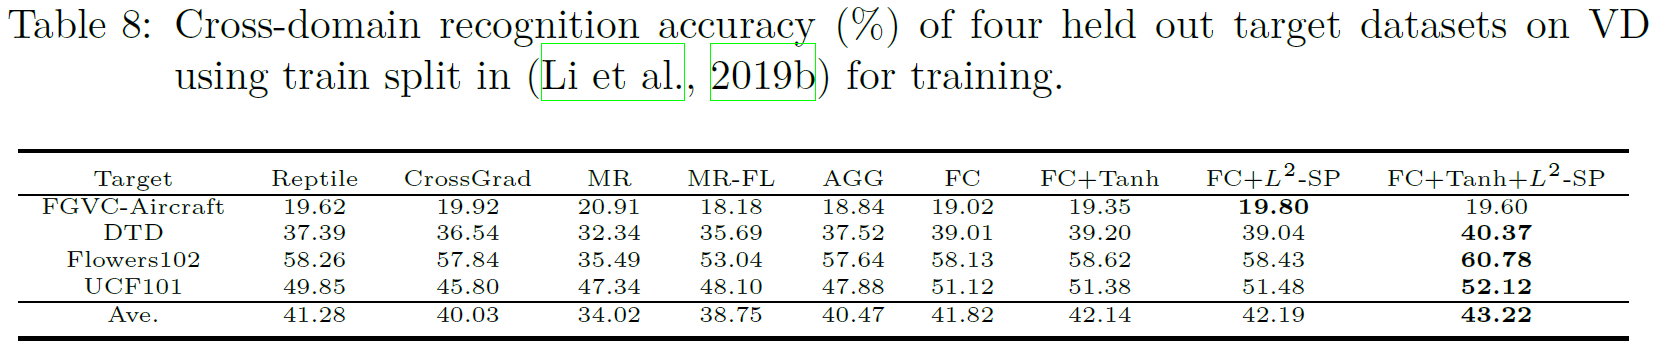 Table 8: Cross-domain recognition accuracy (%) of four held out target datasets on VD
using train split in (Li et al., 2019b) for training.
Target Reptile CrossGrad MR MR-FL AGG FC FC+Tanh FC+L²-SP FC+Tanh+L²-SP
FGVC-Aircraft 19.62 19.92 20.91 18.18 18.84 19.02 19.35 19.80 19.60
DTD 37.39 36.54 32.34 35.69 37.52 39.01 39.20 39.04 40.37
Flowers102 58.26 57.84 35.49 53.04 57.64 58.13 58.62 58.43 60.78
UCF101 49.85 45.80 47.34 48.10 47.88 51.12 51.38 51.48 52.12
Ave. 41.28 40.03 34.02 38.75 40.47 41.82 42.14 42.19 43.22